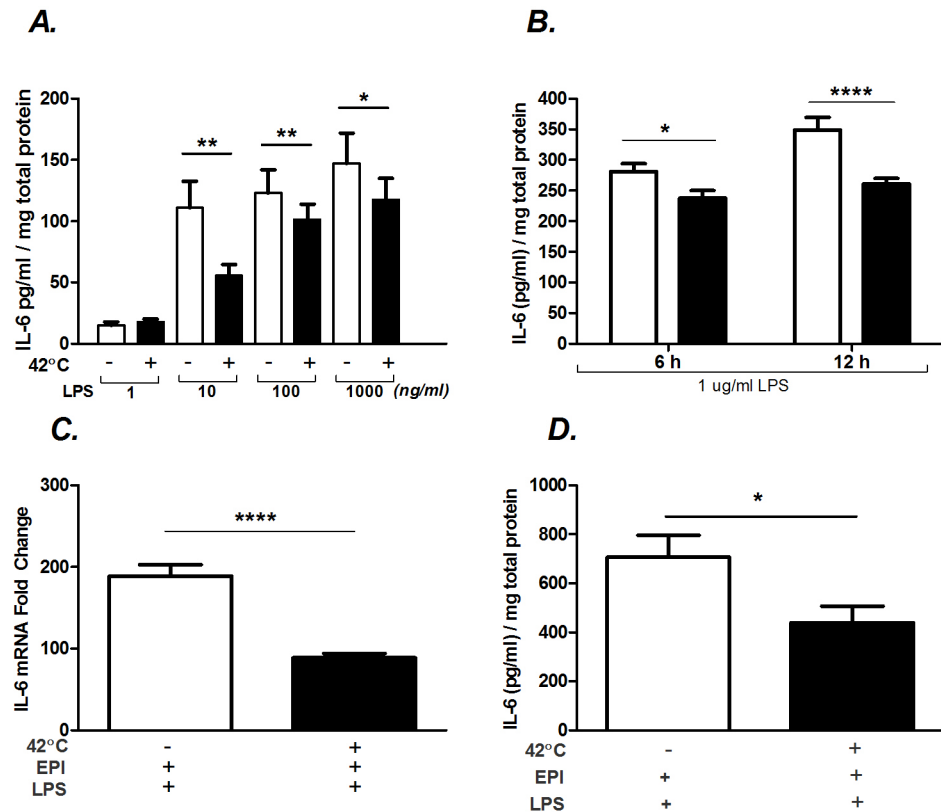 A.
IL-6 pg/ml / mg total protein
200
150
100
50
0
**
**
*
42°C - + - + - + - +
LPS 1 10 100 1000 (ng/ml)
B.
IL-6 (pg/ml) / mg total protein
400
350
300
250
200
150
100
50
0
*
****
6 h 12 h
1 ug/ml LPS
C.
IL-6 mRNA Fold Change
300
200
100
0
****
42°C - +
EPI + +
LPS + +
D.
IL-6 (pg/ml) / mg total protein
1000
800
600
400
200
0
*
42°C - +
EPI + +
LPS + +